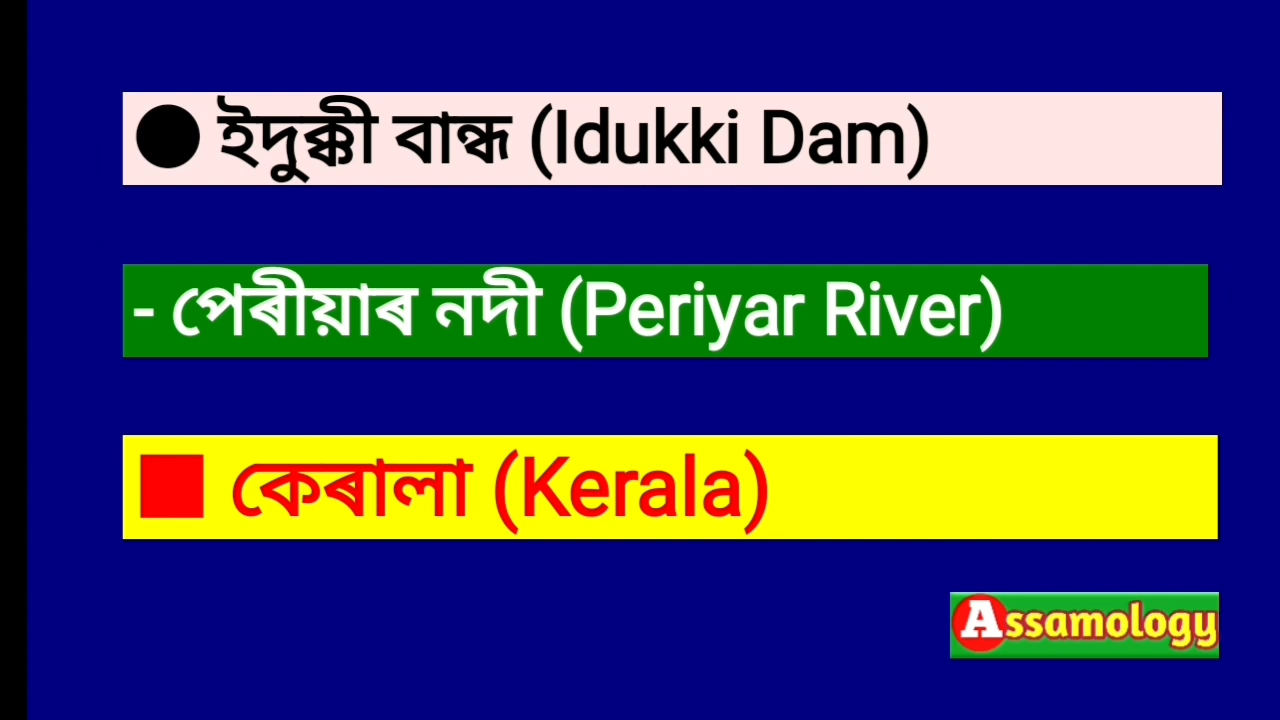 ● ইদুক্কী বান্ধ (Idukki Dam)
- পেৰীয়াৰ নদী (Periyar River)
■ কেৰালা (Kerala)
Assamology